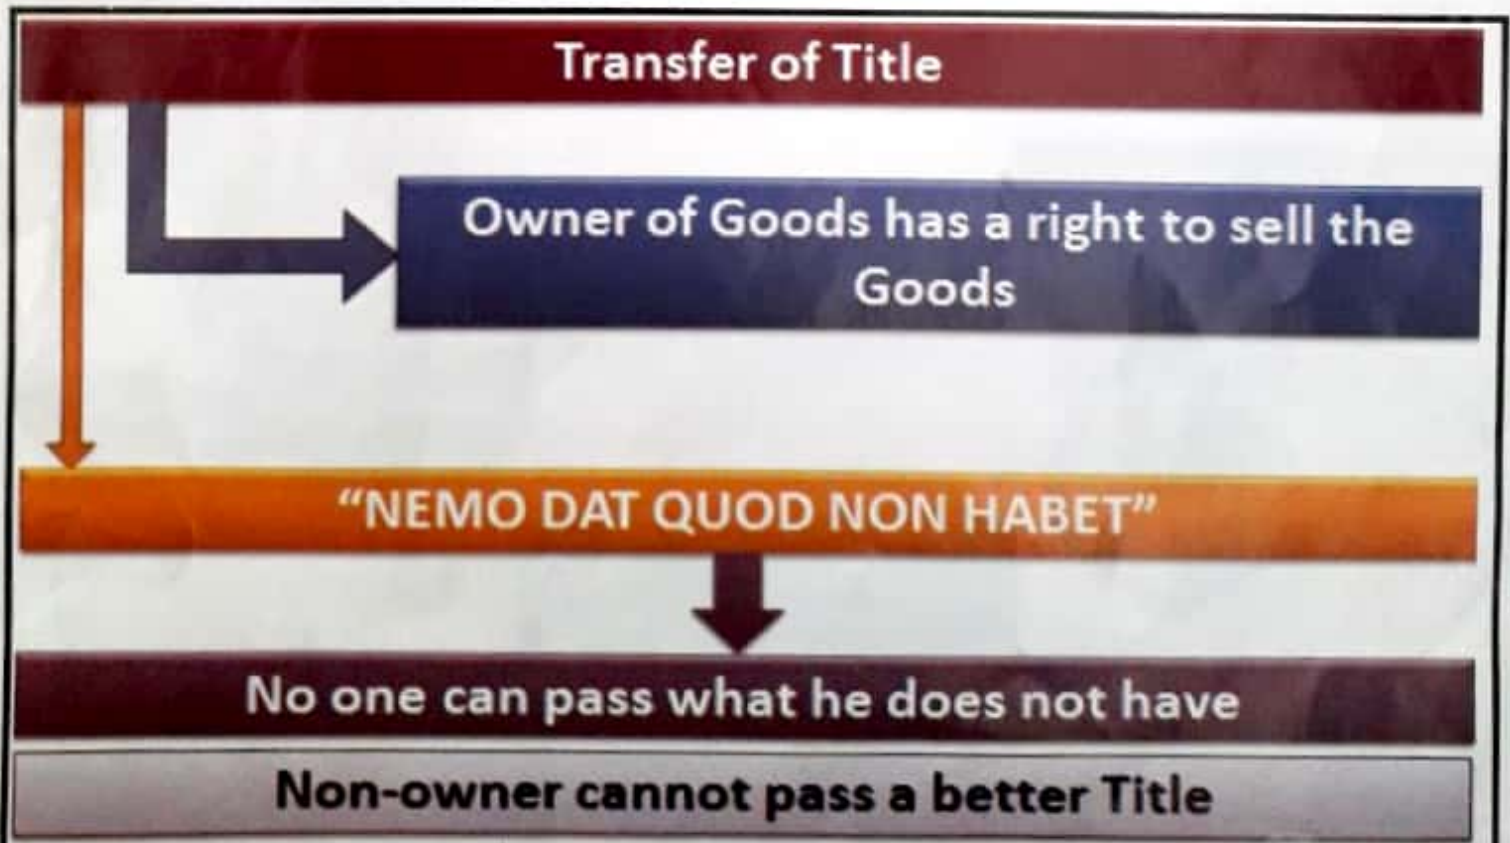 Transfer of Title
Owner of Goods has a right to sell the
Goods
“NEMO DAT QUOD NON HABET”
No one can pass what he does not have
Non-owner cannot pass a better Title